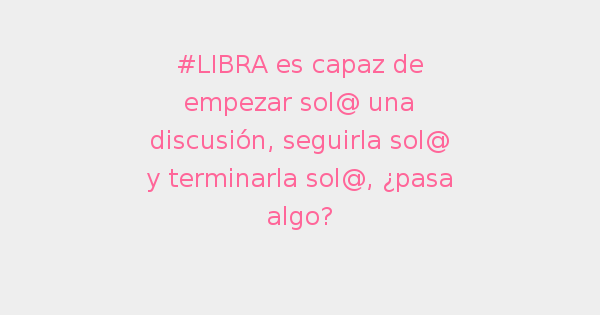 #LIBRA es capaz de
empezar sol@ una
discusión, seguirla sol@
y terminarla sol@, ¿pasa
algo?